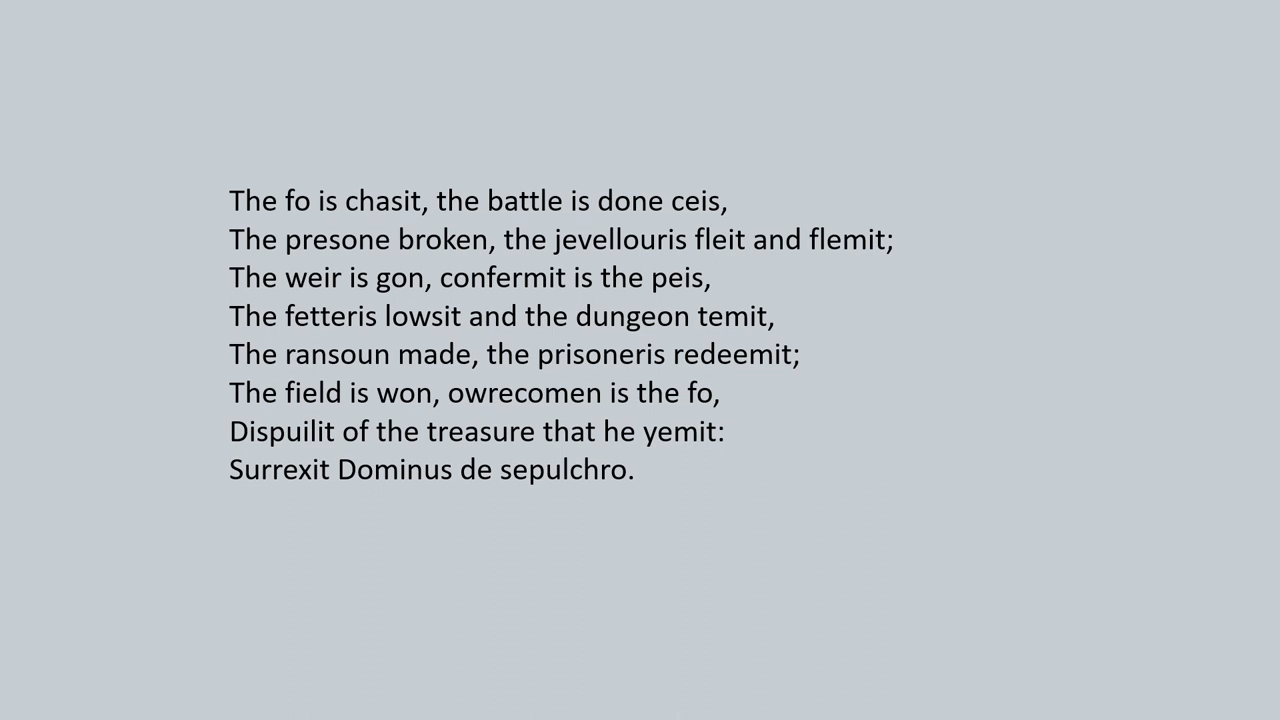 The fo is chasit, the battle is done ceis,
The presone broken, the jevellouris fleit and flemit;
The weir is gon, confermit is the peis,
The fetteris lowsit and the dungeon temit,
The ransoun made, the prisoneris redeemit;
The field is won, owrecomen is the fo,
Dispuilit of the treasure that he yemit:
Surrexit Dominus de sepulchro.